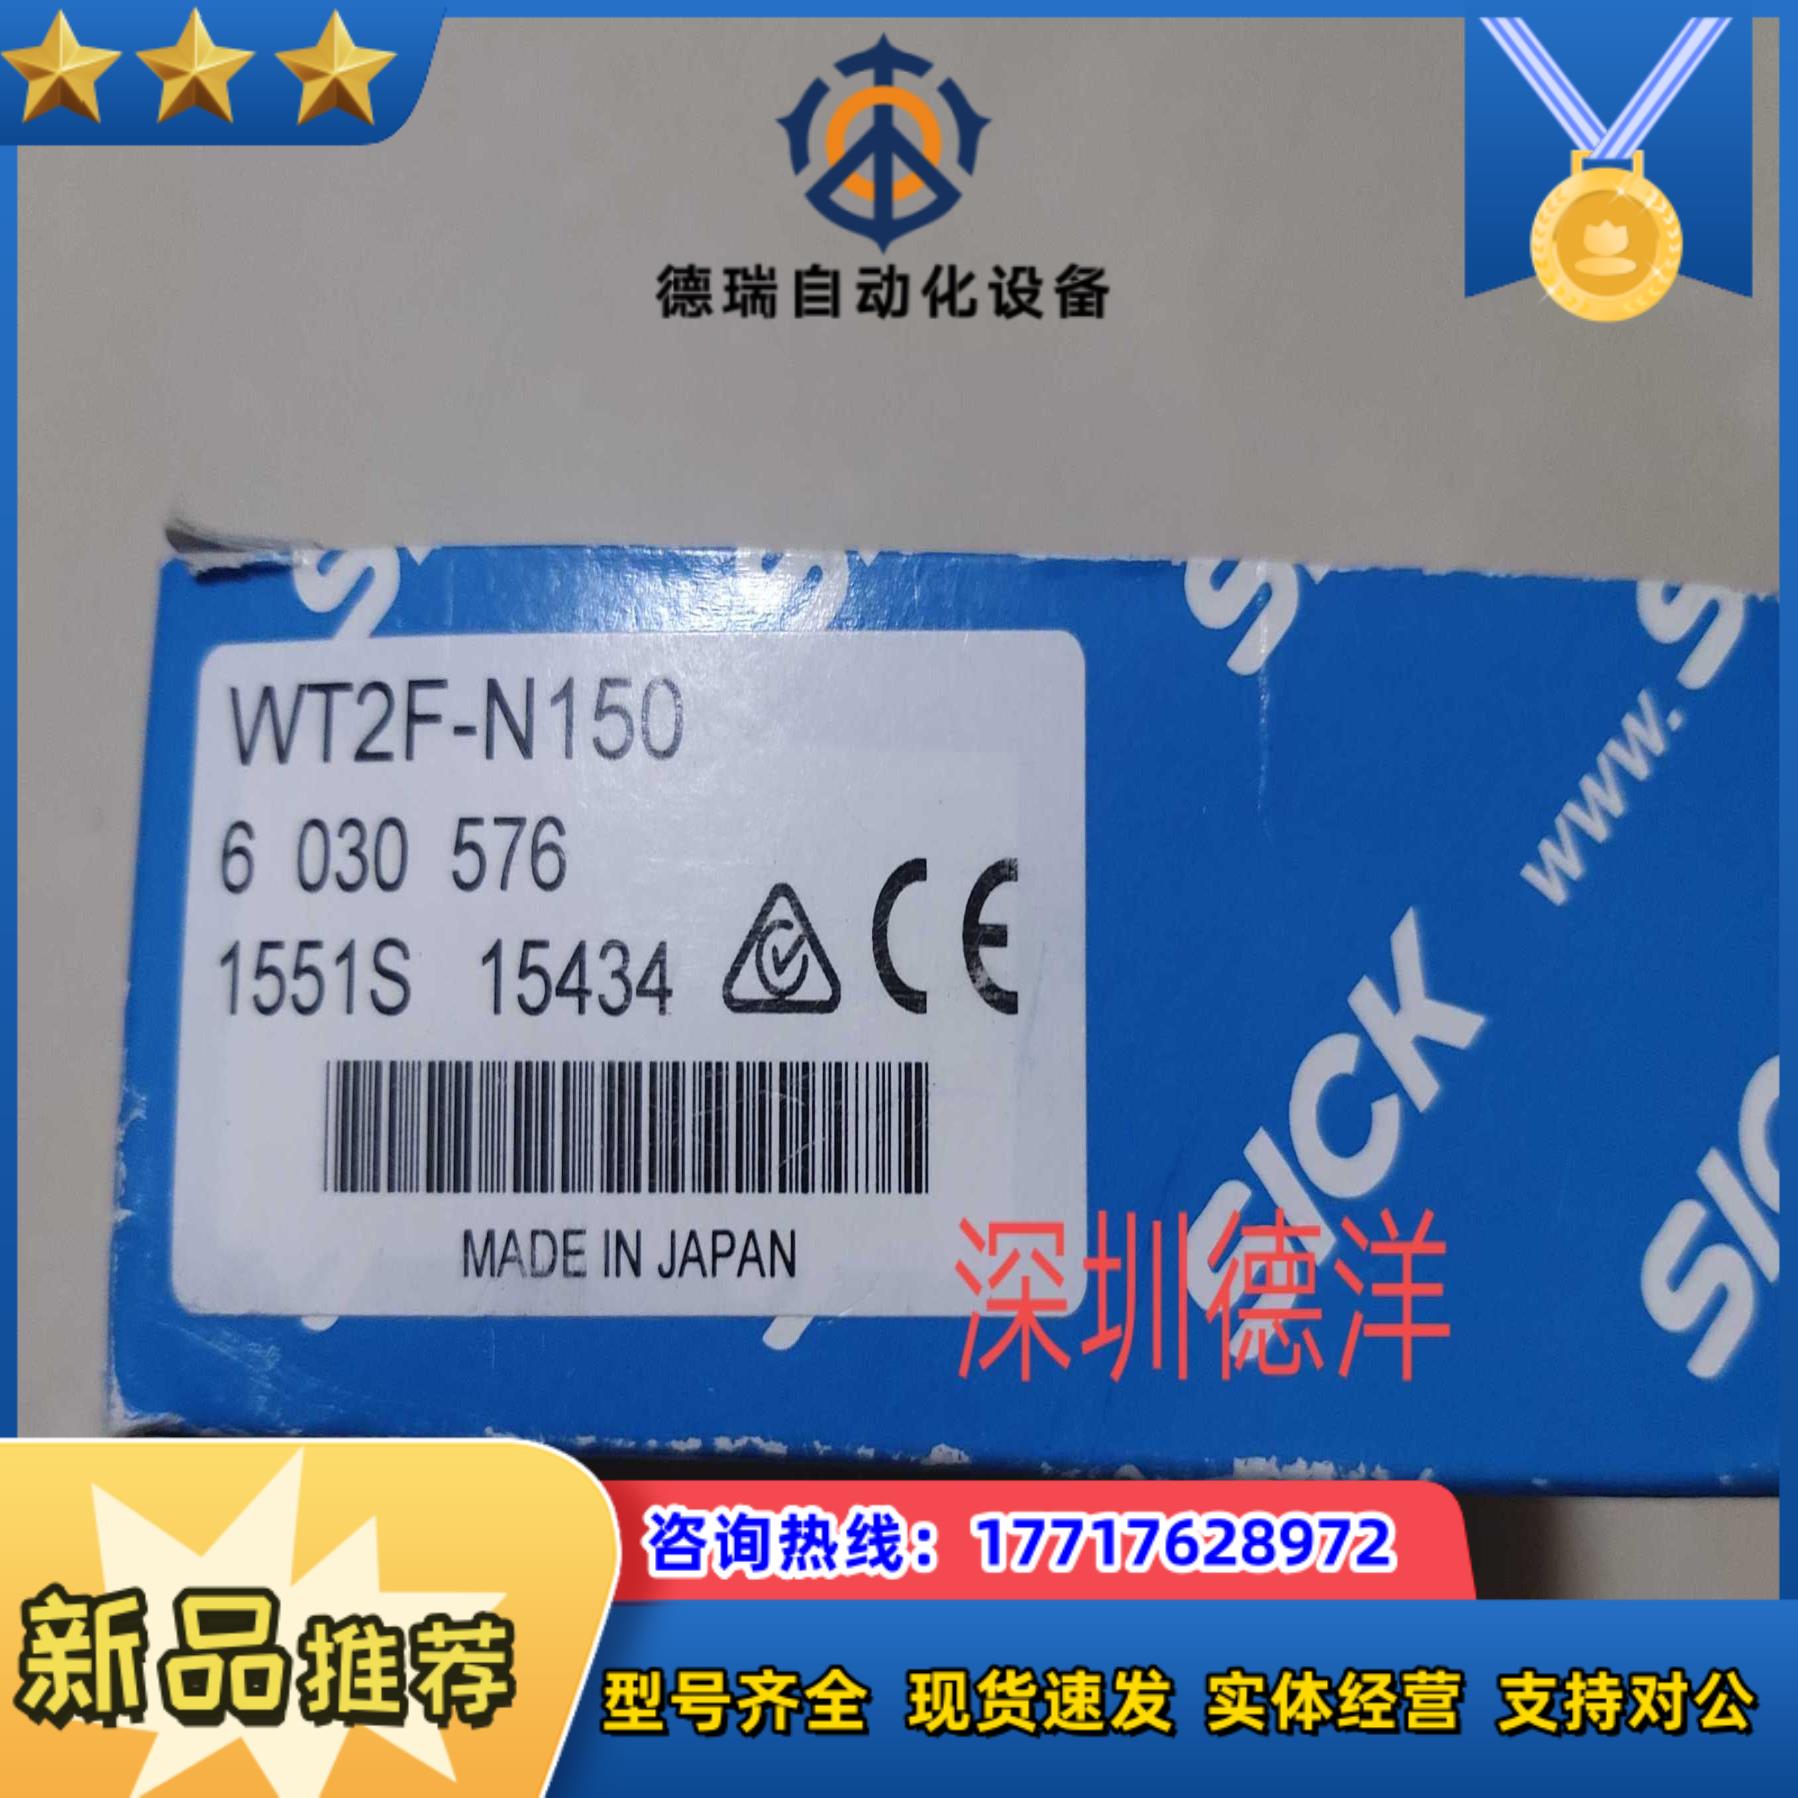 德瑞自动化设备
WT2F-N150
6 030 576
1551S 15434
CE
MADE IN JAPAN
www.
SICK
深圳德洋
咨询热线：17717628972
新品推荐
型号齐全 现货速发 实体经营 支持对公